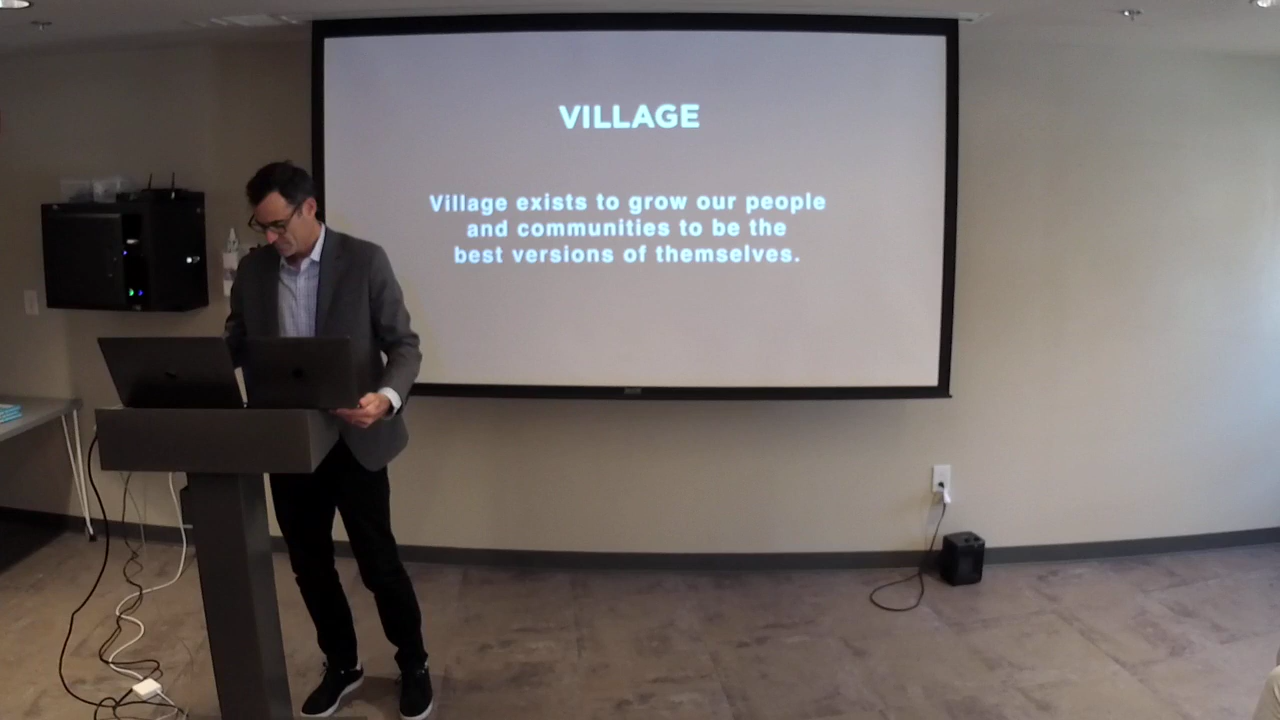 VILLAGE
Village exists to grow our people
and communities to be the
best versions of themselves.